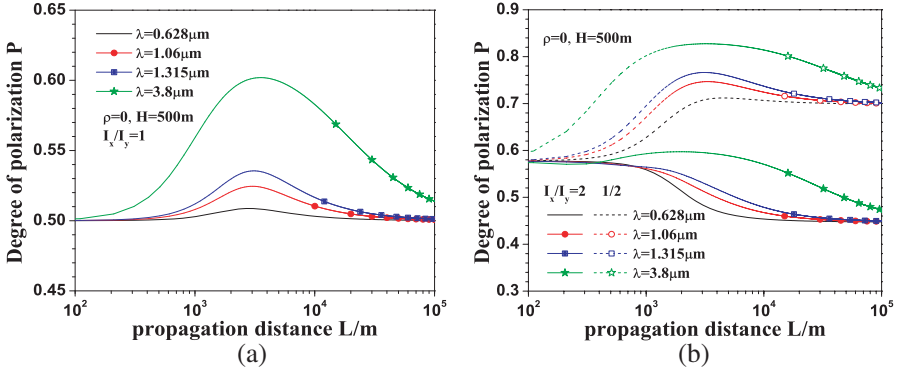 Degree of polarization P
0.60
0.55
0.50
0.45
λ=0.628μm
λ=1.06μm
λ=1.315μm
λ=3.8μm
ρ=0, H=500m
Ix/Iy=1
10² 10³ 10⁴ 10⁵
propagation distance L/m
(a)
Degree of polarization P
0.9
0.8
0.7
0.6
0.5
0.4
0.3
ρ=0, H=500m
Ix/Iy=2 1/2
λ=0.628μm
λ=1.06μm
λ=1.315μm
λ=3.8μm
10² 10³ 10⁴ 10⁵
propagation distance L/m
(b)